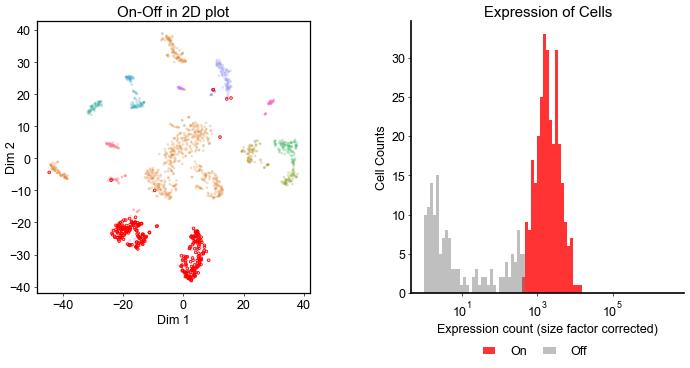 On-Off in 2D plot
40
30
20
10
0
−10
−20
−30
−40
Dim 2
−40 −20 0 20 40
Dim 1
Expression of Cells
30
25
20
15
10
5
0
Cell Counts
10^1 10^3 10^5
Expression count (size factor corrected)
On Off